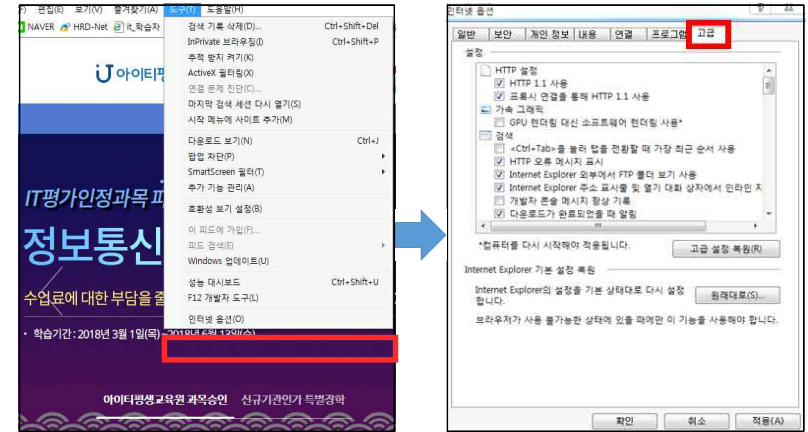 편집(E) 보기(V) 즐겨찾기(A) 도구(T) 도움말(H)
NAVER HRD-Net it_학습자
검색 기록 삭제(D)... Ctrl+Shift+Del
InPrivate 브라우징(I) Ctrl+Shift+P
추적 방지 켜기(K)
ActiveX 필터링(X)
연결 문제 진단(C)...
마지막 검색 세션 다시 열기(S)
시작 메뉴에 사이트 추가(M)
다운로드 보기(N) Ctrl+J
팝업 차단(P)
SmartScreen 필터(T)
추가 기능 관리(A)
호환성 보기 설정(B)
이 피드에 가입(F)...
피드 검색(E)
Windows 업데이트(U)
성능 대시보드 Ctrl+Shift+U
F12 개발자 도구(L)
인터넷 옵션(O)
아이티평
IT평가인정과목
정보통신
수업료에 대한 부담을
· 학습기간 : 2018년 3월 1일(목) ~2018년 6월 13일(수)
아이티평생교육원 과목승인 신규기관인가 특별장학
인터넷 옵션
일반 보안 개인 정보 내용 연결 프로그램 고급
설정
HTTP 설정
HTTP 1.1 사용
프록시 연결을 통해 HTTP 1.1 사용
가속 그래픽
GPU 렌더링 대신 소프트웨어 렌더링 사용*
검색
<Ctrl+Tab>을 눌러 탭을 전환할 때 가장 최근 순서 사용
HTTP 오류 메시지 표시
Internet Explorer 외부에서 FTP 폴더 보기 사용
Internet Explorer 주소 표시줄 및 열기 대화 상자에서 인라인 자
개발자 콘솔 메시지 항상 기록
다운로드가 완료되었을 때 알림
*컴퓨터를 다시 시작해야 적용됩니다.
고급 설정 복원(R)
Internet Explorer 기본 설정 복원
Internet Explorer의 설정을 기본 상태대로 다시 설정
합니다.
원래대로(S)...
브라우저가 사용 불가능한 상태에 있을 때에만 이 기능을 사용해야 합니다.
확인 취소 적용(A)